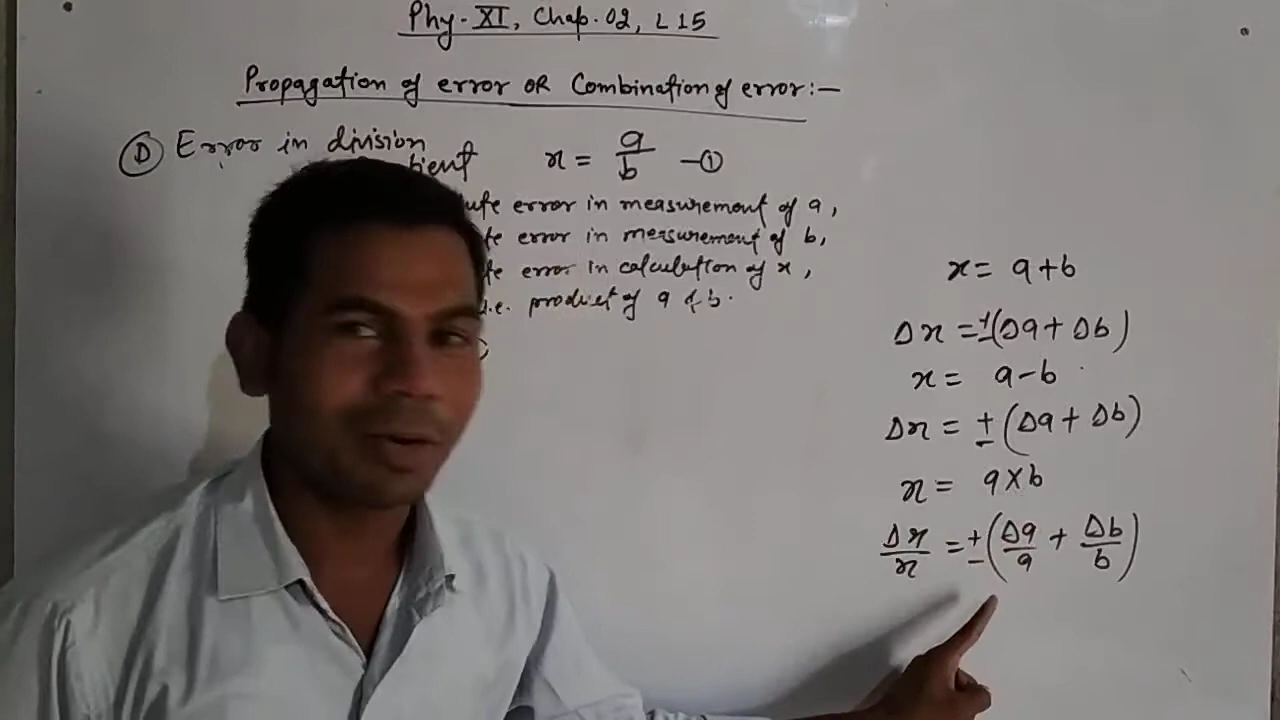 Phy-XI, Chap.02, L15
Propagation of error OR Combination of error:-
(D) Error in division
x = a/b —①
error in measurement of a,
error in measurement of b,
error in calculation of x,
i.e. product of a & b.
x = a+b
Δx = ±(Δa + Δb)
x = a-b
Δx = ±(Δa + Δb)
x = a×b
Δx/x = ±(Δa/a + Δb/b)